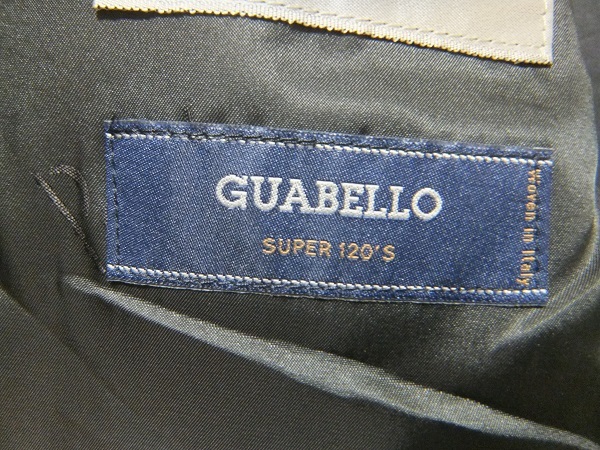 GUABELLO
SUPER 120'S
Woven in Italy